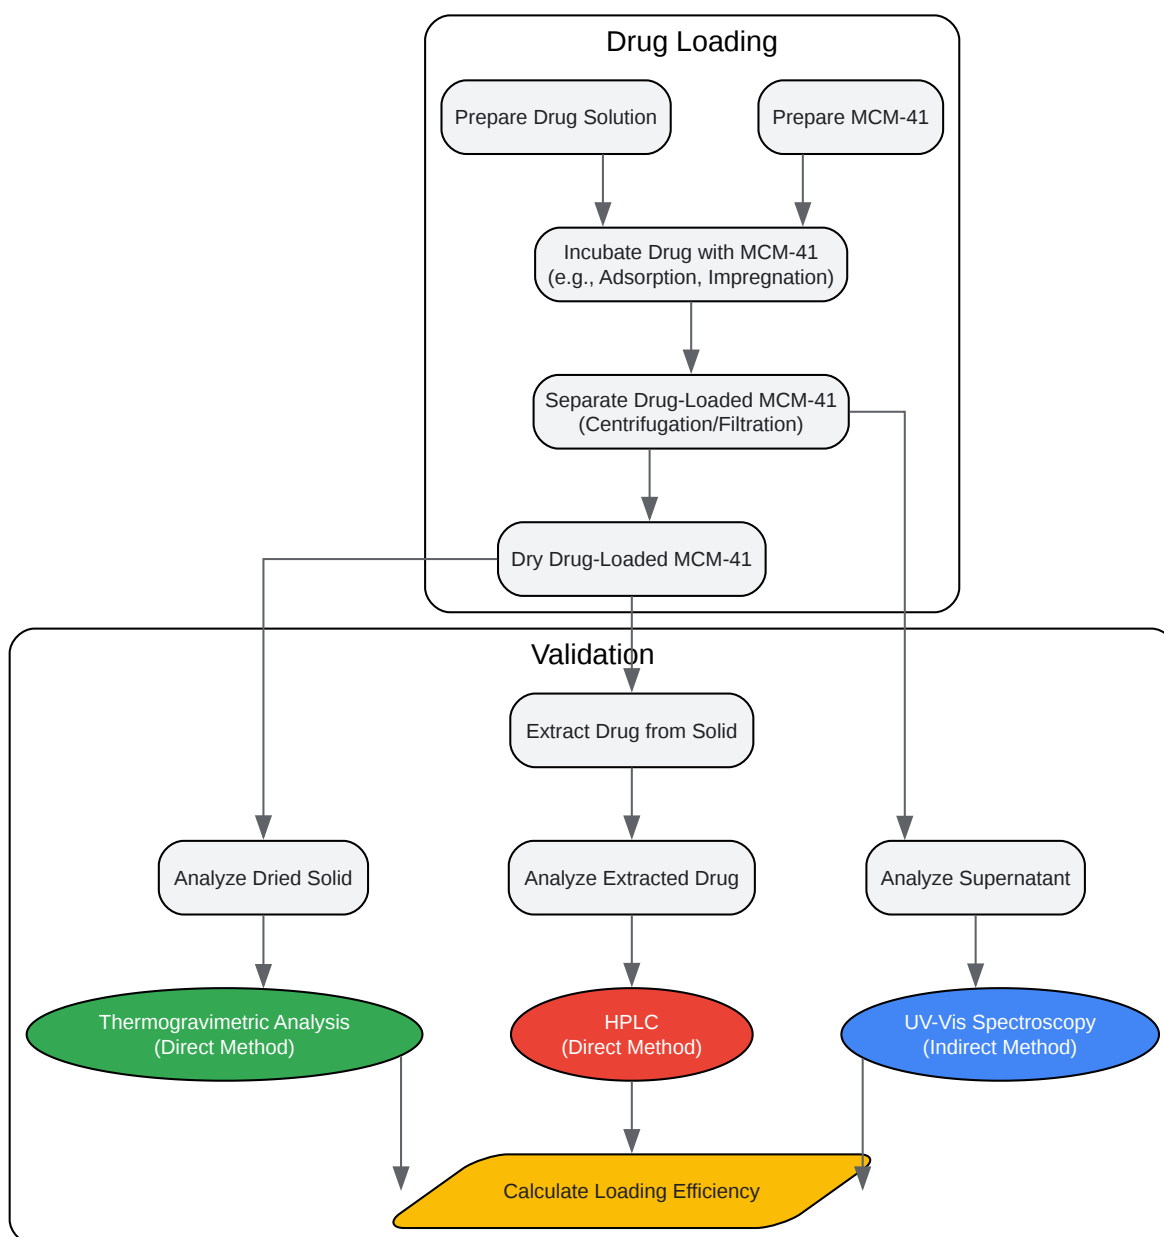 Drug Loading
Prepare Drug Solution
Prepare MCM-41
Incubate Drug with MCM-41
(e.g., Adsorption, Impregnation)
Separate Drug-Loaded MCM-41
(Centrifugation/Filtration)
Dry Drug-Loaded MCM-41
Validation
Extract Drug from Solid
Analyze Dried Solid
Analyze Extracted Drug
Analyze Supernatant
Thermogravimetric Analysis
(Direct Method)
HPLC
(Direct Method)
UV-Vis Spectroscopy
(Indirect Method)
Calculate Loading Efficiency